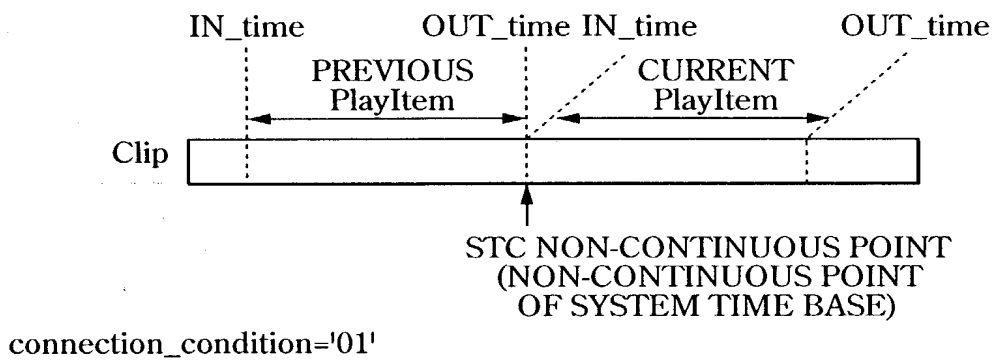 IN_time OUT_time IN_time OUT_time
PREVIOUS CURRENT
PlayItem PlayItem
Clip
STC NON-CONTINUOUS POINT
(NON-CONTINUOUS POINT
OF SYSTEM TIME BASE)
connection_condition='01'